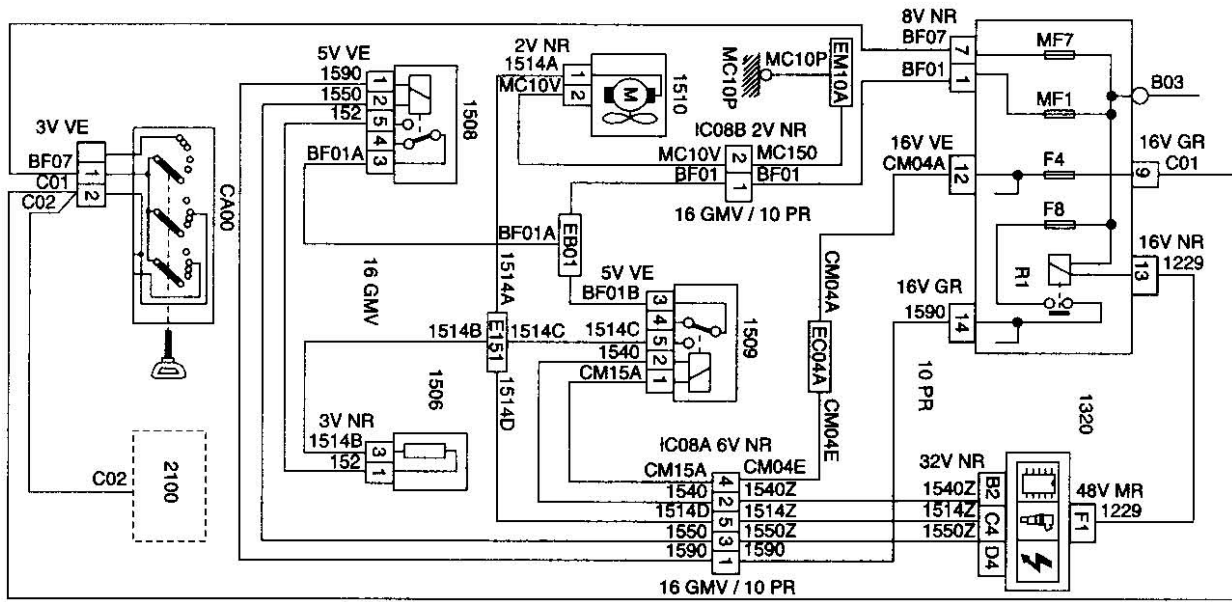 8V NR
BF07
7
MF7
BF01
1
MF1
B03
16V VE
CM04A
12
F4
16V GR
9
C01
F8
16V NR
13
1229
R1
16V GR
1590
14
10 PR
1320
5V VE
1590
1
1550
2
152
5
4
BF01A
3
1508
2V NR
1514A
1
MC10V
2
M
1510
MC10P
MC10P
EM10A
IC08B 2V NR
MC10V
2
MC150
BF01
1
BF01
16 GMV / 10 PR
3V VE
BF07
1
C01
2
C02
CA00
BF01A
EB01
16 GMV
1514A
5V VE
BF01B
3
4
1514C
5
1540
2
CM15A
1
1509
1514B
E151
1514C
1514D
CM04A
EC04A
CM04E
1506
3V NR
1514B
3
152
1
C02
2100
IC08A 6V NR
CM15A
4
CM04E
1540
2
1540Z
1514D
5
1514Z
1550
3
1550Z
1590
1
1590
16 GMV / 10 PR
32V NR
1540Z
B2
1514Z
C4
1550Z
D4
48V MR
F1
1229